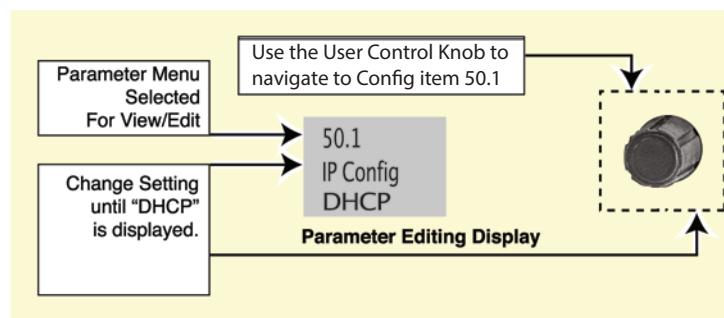 Use the User Control Knob to
navigate to Config item 50.1
Parameter Menu
Selected
For View/Edit
50.1
IP Config
DHCP
Change Setting
until “DHCP”
is displayed.
Parameter Editing Display